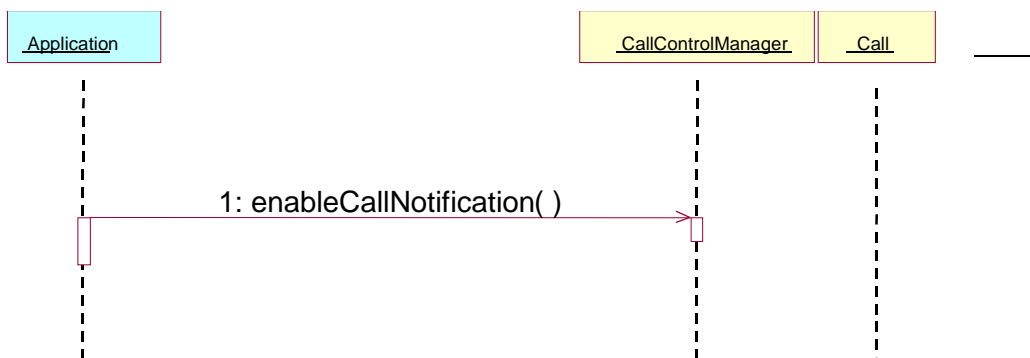 Application
CallControlManager
Call
1: enableCallNotification( )